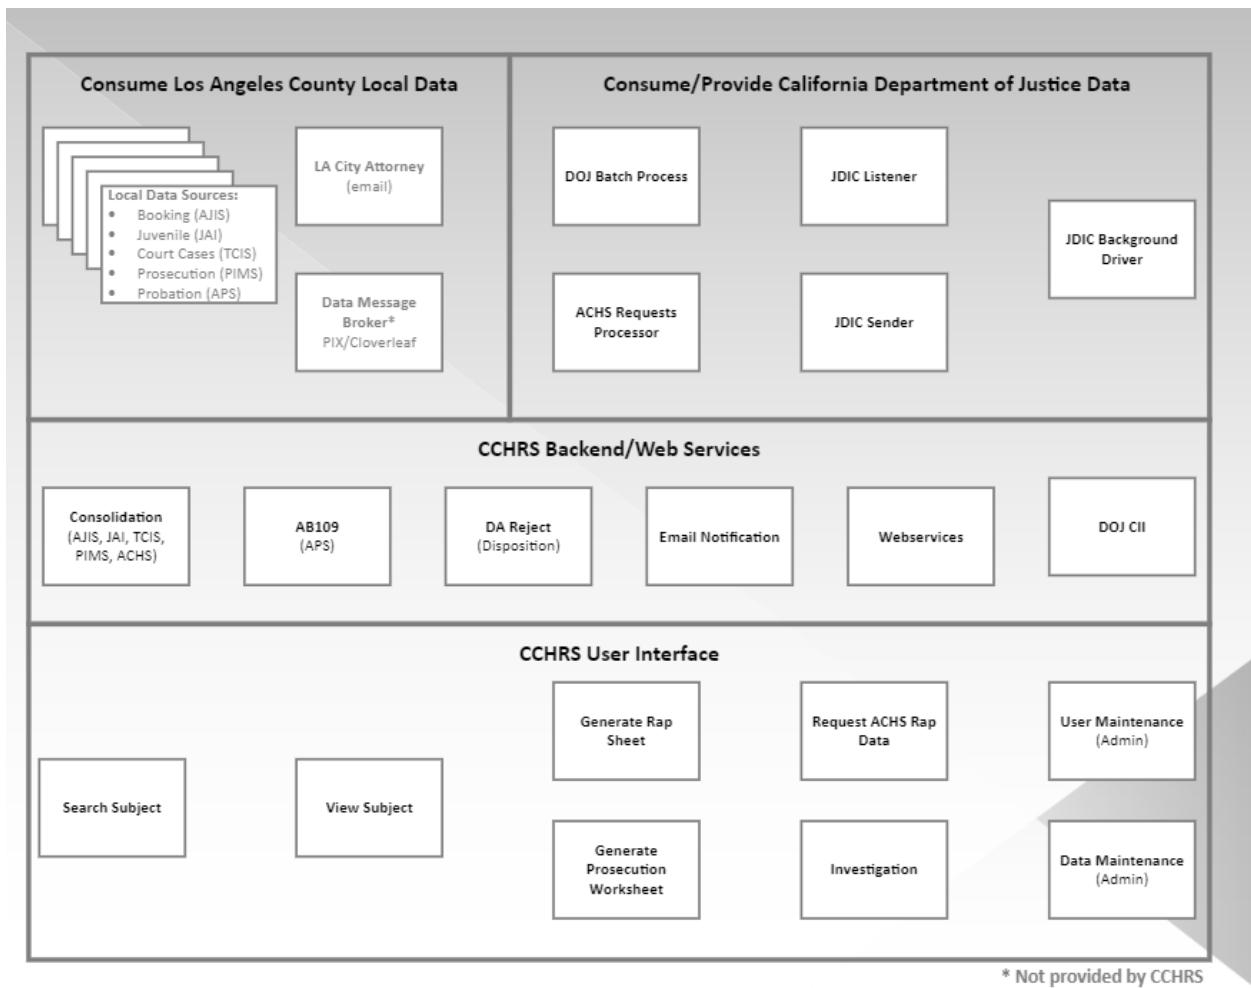 Consume Los Angeles County Local Data
Local Data Sources:
• Booking (AJIS)
• Juvenile (JAI)
• Court Cases (TCIS)
• Prosecution (PIMS)
• Probation (APS)
LA City Attorney
(email)
Data Message
Broker*
PIX/Cloverleaf
Consume/Provide California Department of Justice Data
DOJ Batch Process
JDIC Listener
JDIC Background
Driver
ACHS Requests
Processor
JDIC Sender
CCHRS Backend/Web Services
Consolidation
(AJIS, JAI, TCIS,
PIMS, ACHS)
AB109
(APS)
DA Reject
(Disposition)
Email Notification
Webservices
DOJ CII
CCHRS User Interface
Search Subject
View Subject
Generate Rap
Sheet
Request ACHS Rap
Data
User Maintenance
(Admin)
Generate
Prosecution
Worksheet
Investigation
Data Maintenance
(Admin)
* Not provided by CCHRS